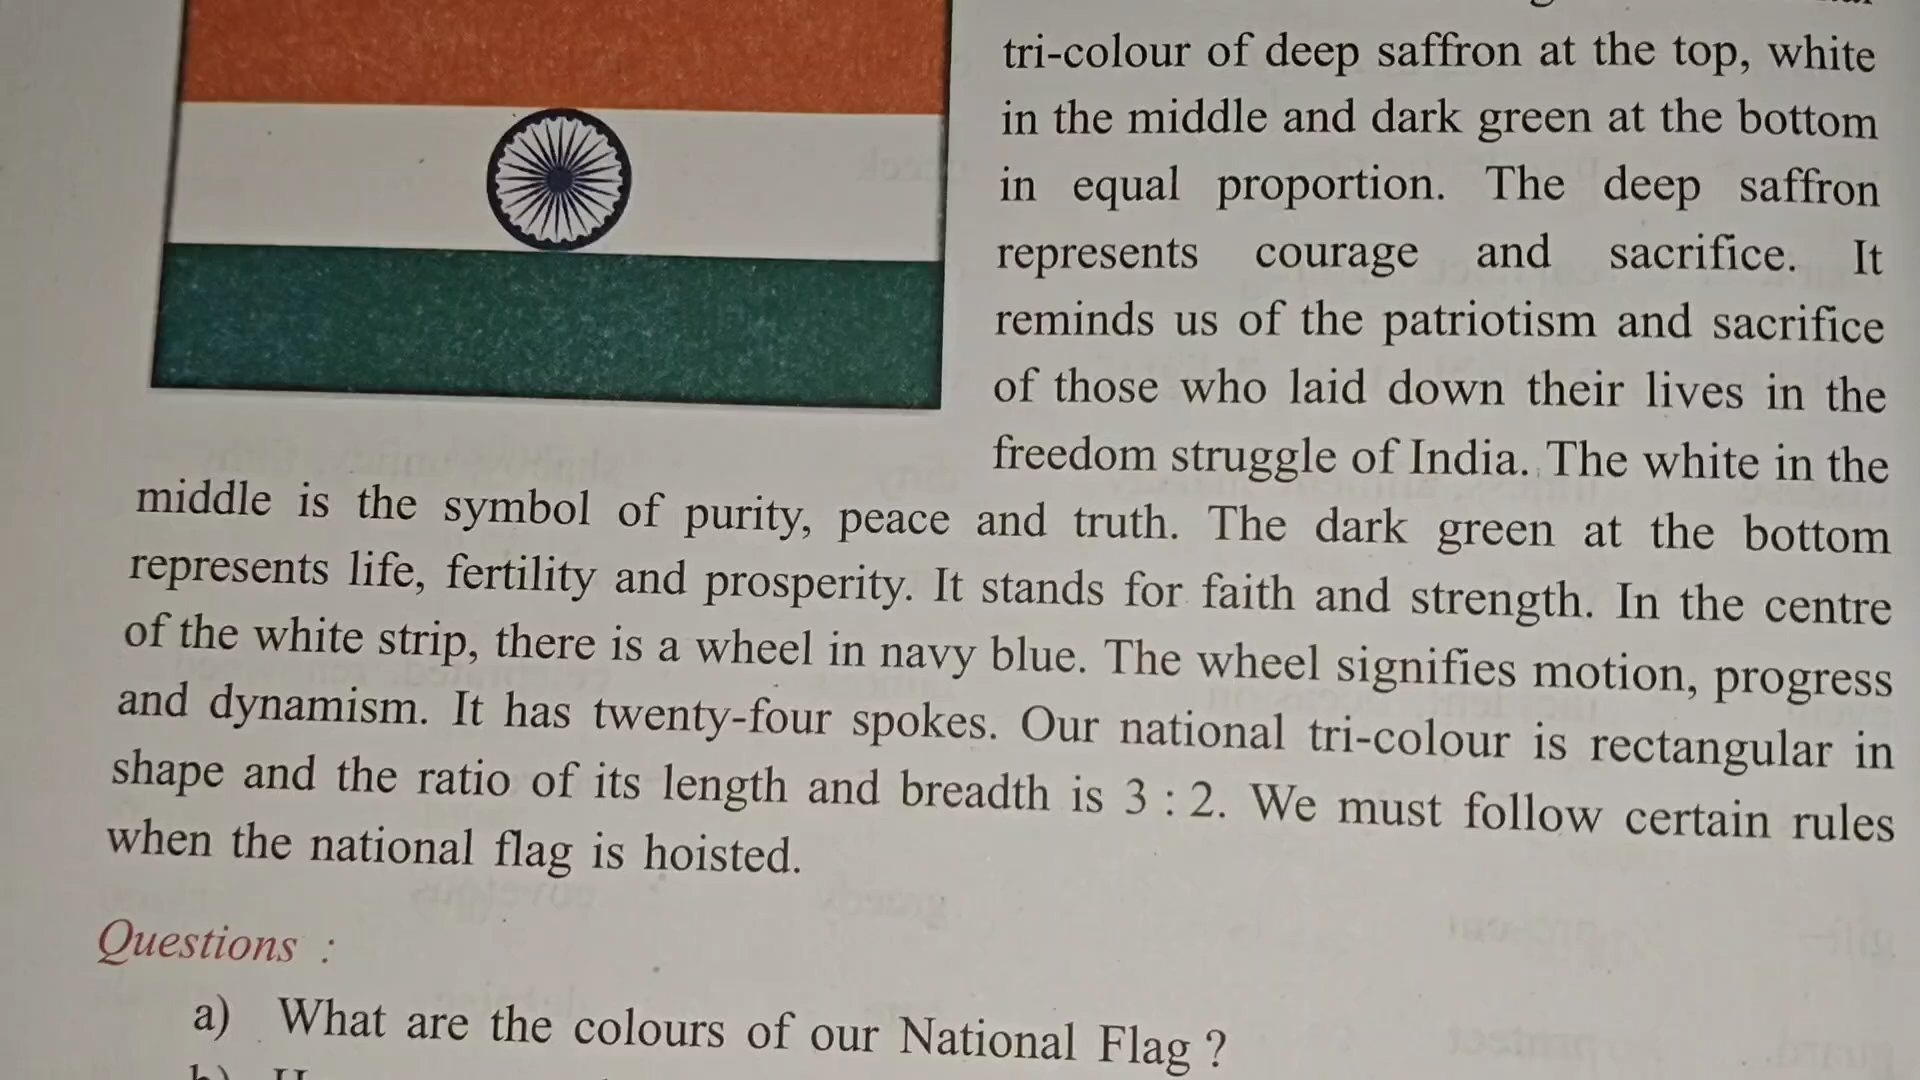 tri-colour of deep saffron at the top, white
in the middle and dark green at the bottom
in equal proportion. The deep saffron
represents courage and sacrifice. It
reminds us of the patriotism and sacrifice
of those who laid down their lives in the
freedom struggle of India. The white in the
middle is the symbol of purity, peace and truth. The dark green at the bottom
represents life, fertility and prosperity. It stands for faith and strength. In the centre
of the white strip, there is a wheel in navy blue. The wheel signifies motion, progress
and dynamism. It has twenty-four spokes. Our national tri-colour is rectangular in
shape and the ratio of its length and breadth is 3 : 2. We must follow certain rules
when the national flag is hoisted.
Questions :
a) What are the colours of our National Flag ?